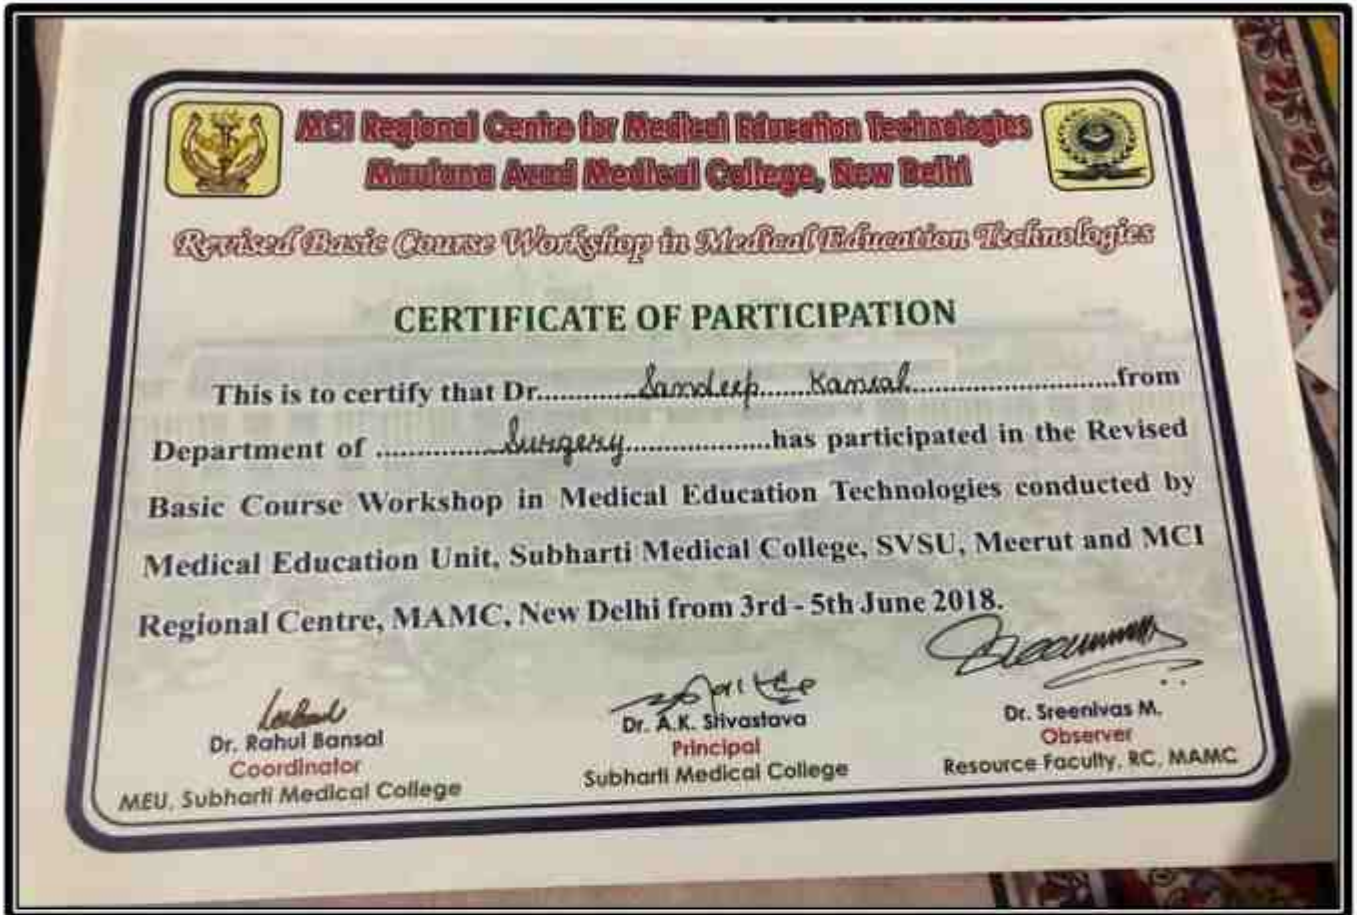 MCI Regional Centre for Medical Education Technologies
Maulana Azad Medical College, New Delhi
Revised Basic Course Workshop in Medical Education Technologies
CERTIFICATE OF PARTICIPATION
This is to certify that Dr..............Sandeep......Kansal..............................from
Department of .................Surgery....................has participated in the Revised
Basic Course Workshop in Medical Education Technologies conducted by
Medical Education Unit, Subharti Medical College, SVSU, Meerut and MCI
Regional Centre, MAMC, New Delhi from 3rd - 5th June 2018.
Dr. Rahul Bansal
Coordinator
MEU, Subharti Medical College
Dr. A.K. Srivastava
Principal
Subharti Medical College
Dr. Sreenivas M.
Observer
Resource Faculty, RC, MAMC